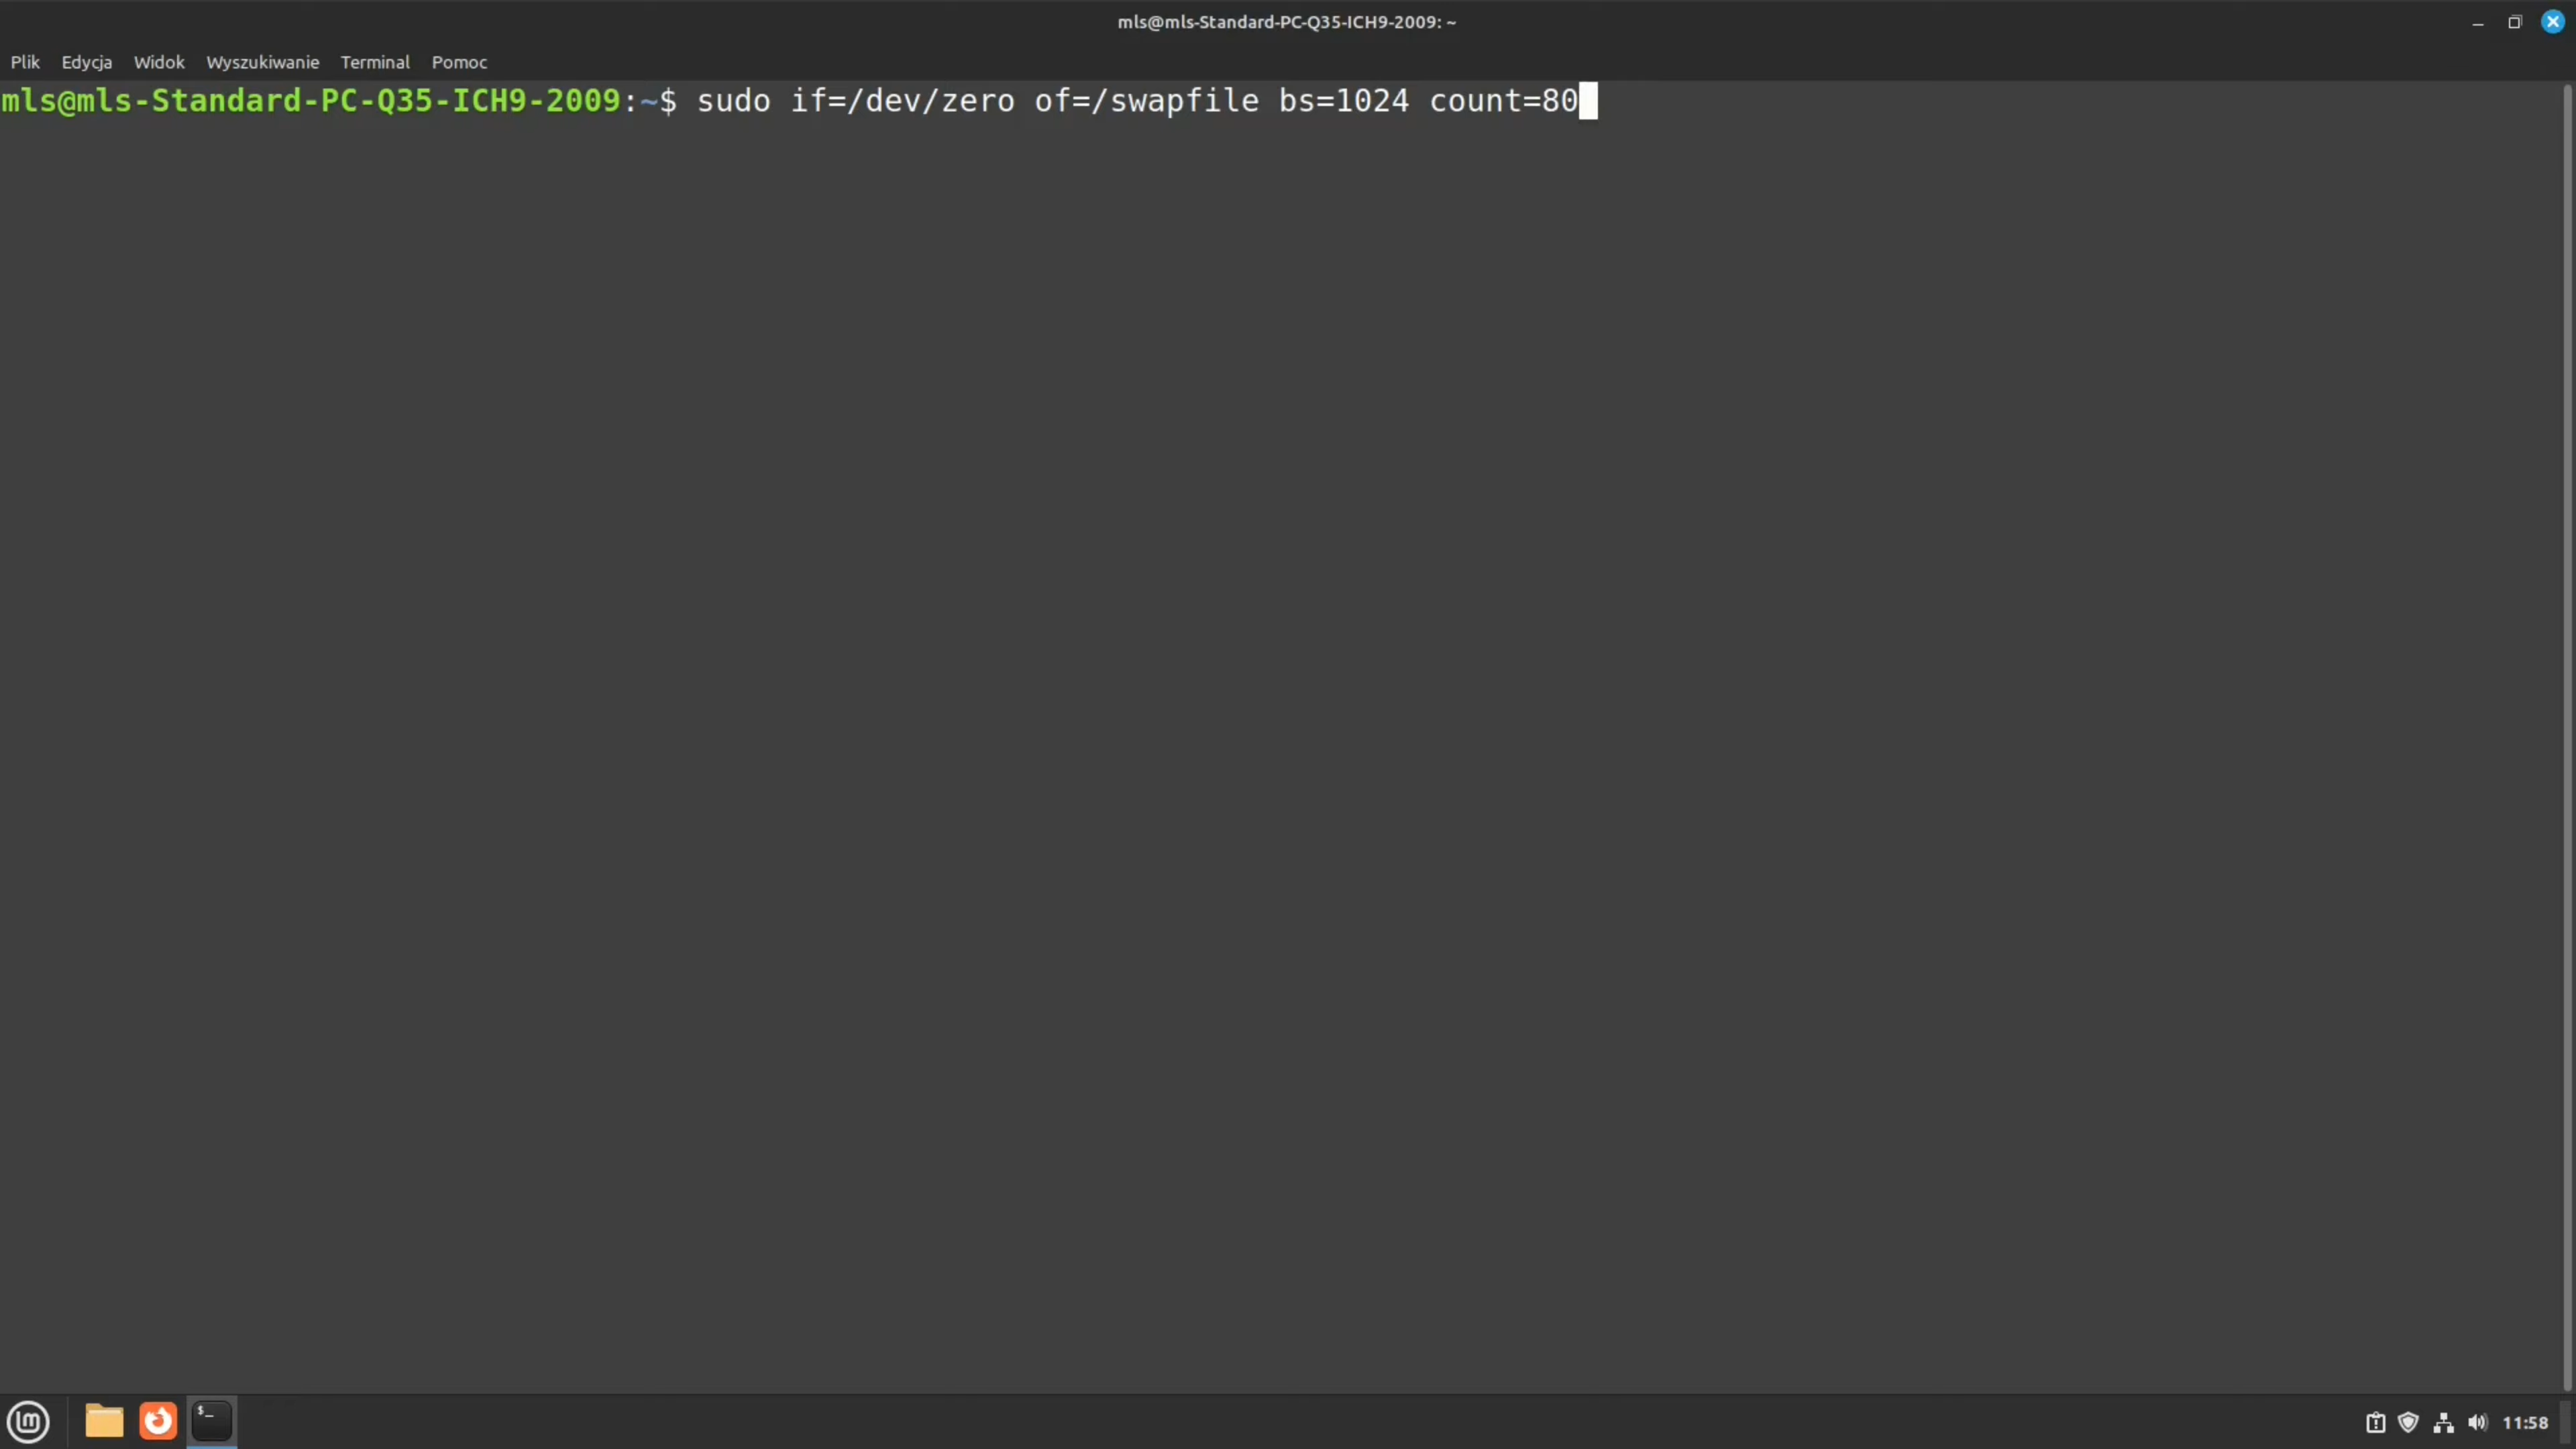 mls@mls-Standard-PC-Q35-ICH9-2009: ~
Plik Edycja Widok Wyszukiwanie Terminal Pomoc
mls@mls-Standard-PC-Q35-ICH9-2009:~$ sudo if=/dev/zero of=/swapfile bs=1024 count=80
$_
11:58